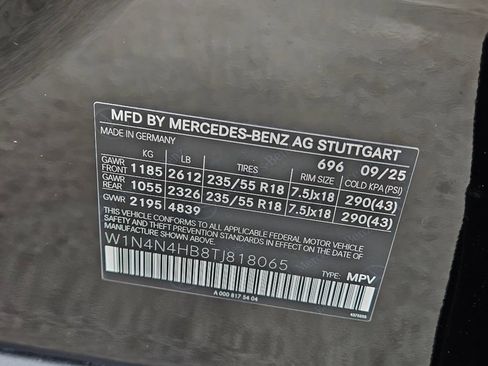 MFD BY MERCEDES-BENZ AG STUTTGART
MADE IN GERMANY 696 09/25
KG LB TIRES RIM SIZE COLD KPA (PSI)
GAWR FRONT 1185 2612 235/55 R18 7.5Jx18 290(43)
GAWR REAR 1055 2326 235/55 R18 7.5Jx18 290(43)
GVWR 2195 4839
THIS VEHICLE CONFORMS TO ALL APPLICABLE FEDERAL MOTOR VEHICLE
SAFETY AND THEFT PREVENTION STANDARDS IN EFFECT ON THE DATE OF
MANUFACTURE SHOWN ABOVE.
W1N4N4HB8TJ818065
TYPE: MPV
A 000 817 54 04